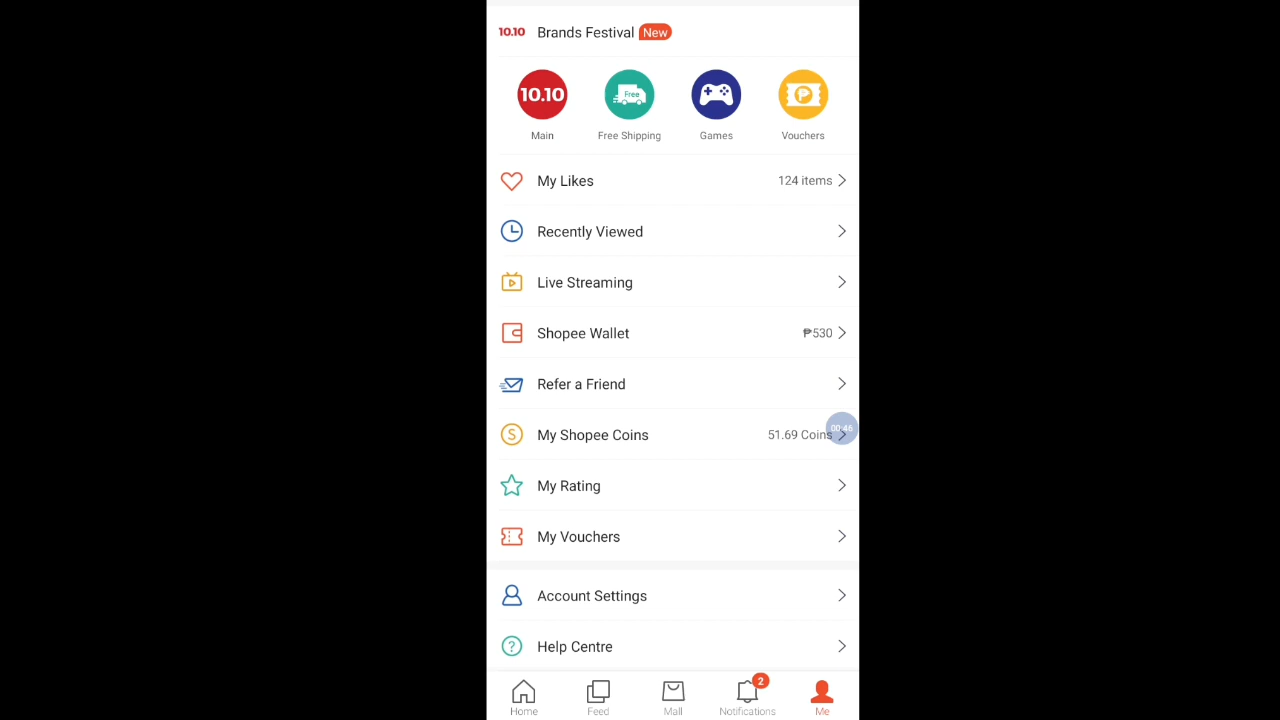 10.10 Brands Festival New
10.10
Free
Main Free Shipping Games Vouchers
My Likes 124 items
Recently Viewed
Live Streaming
Shopee Wallet ₱530
Refer a Friend
00:46
My Shopee Coins 51.69 Coins
My Rating
My Vouchers
Account Settings
Help Centre
2
Home Feed Mall Notifications Me